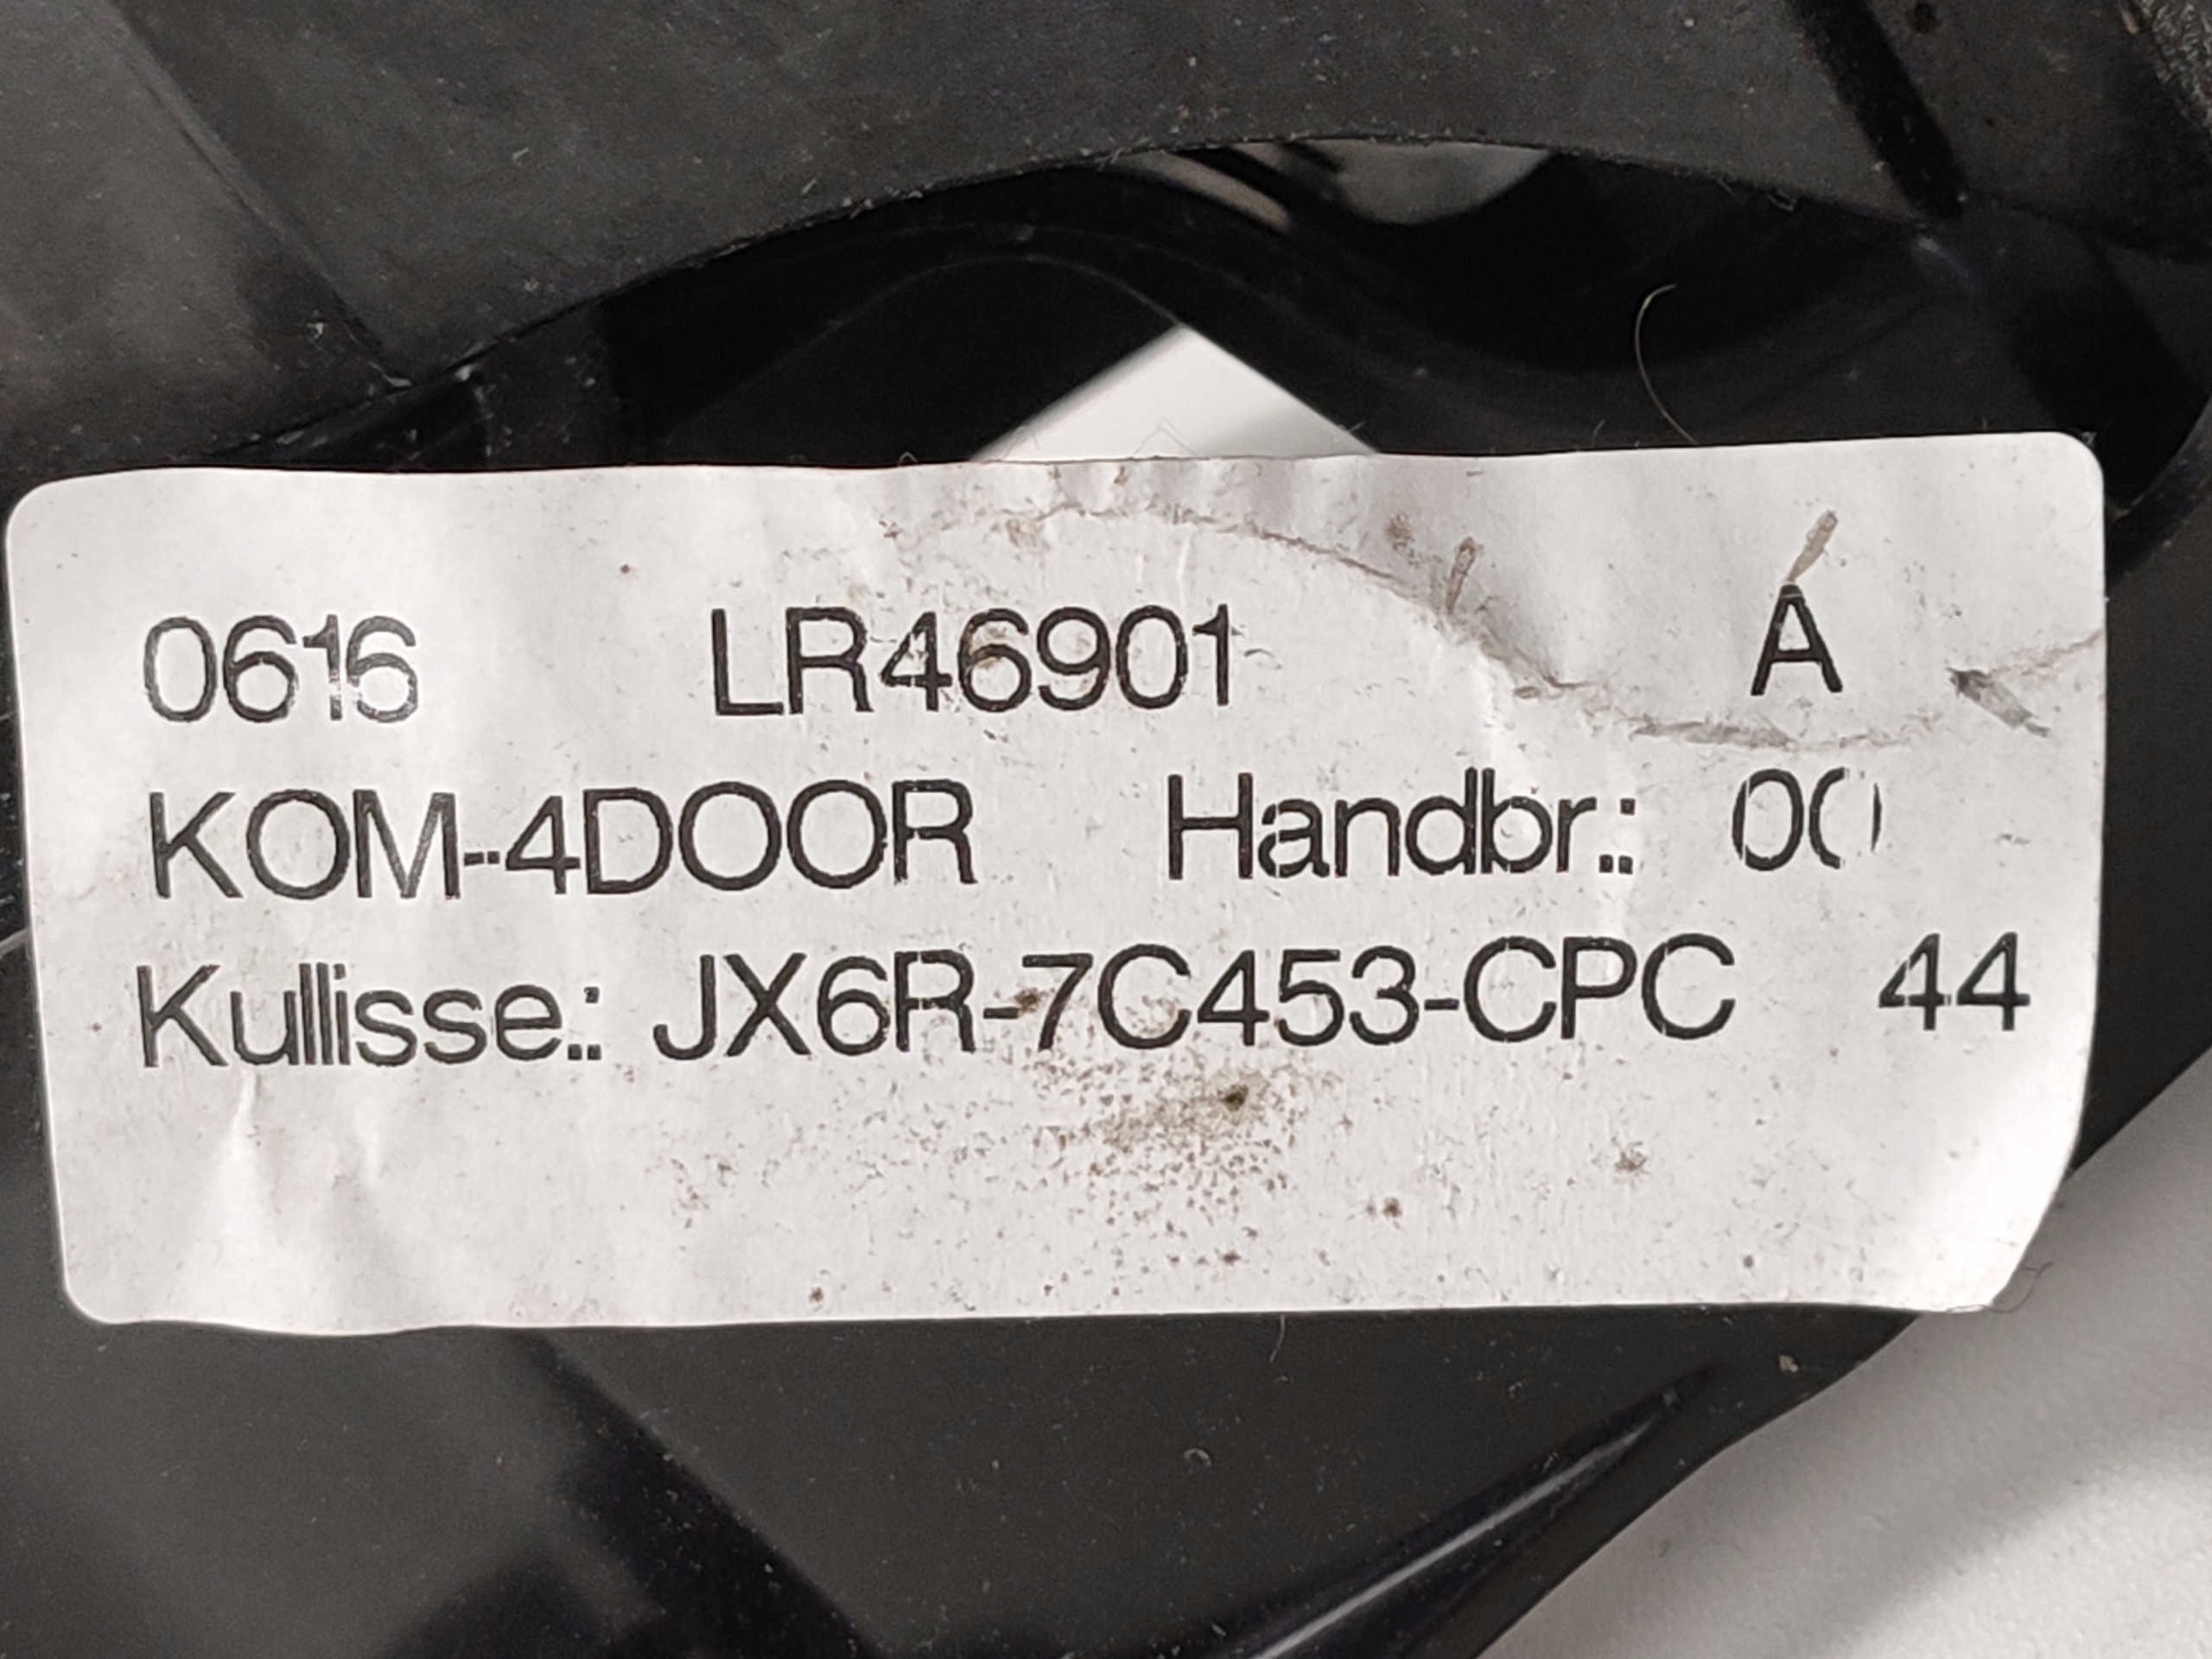 0616 LR46901 A
KOM-4DOOR Handbr.: 00
Kullisse.: JX6R-7C453-CPC 44